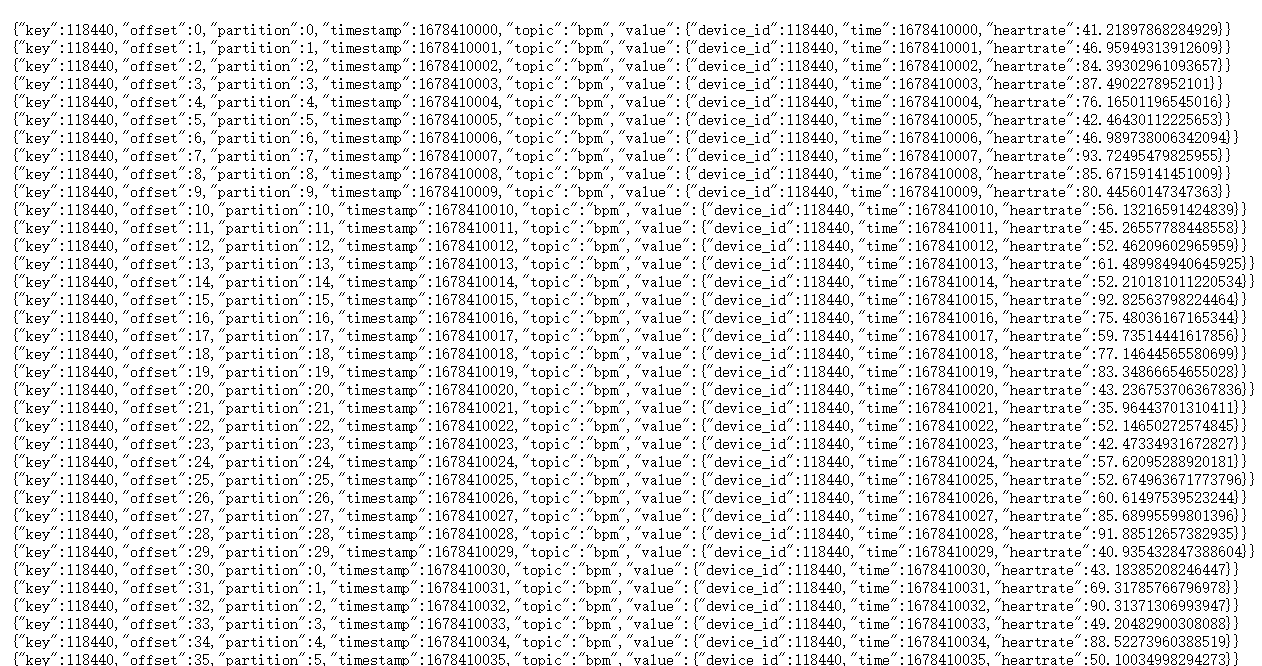 {"key":118440,"offset":0,"partition":0,"timestamp":1678410000,"topic":"bpm","value":{"device_id":118440,"time":1678410000,"heartrate":41.21897868284929}}
{"key":118440,"offset":1,"partition":1,"timestamp":1678410001,"topic":"bpm","value":{"device_id":118440,"time":1678410001,"heartrate":46.959493139126​09}}
{"key":118440,"offset":2,"partition":2,"timestamp":1678410002,"topic":"bpm","value":{"device_id":118440,"time":1678410002,"heartrate":84.39302961093657}}
{"key":118440,"offset":3,"partition":3,"timestamp":1678410003,"topic":"bpm","value":{"device_id":118440,"time":1678410003,"heartrate":87.4902278952101}}
{"key":118440,"offset":4,"partition":4,"timestamp":1678410004,"topic":"bpm","value":{"device_id":118440,"time":1678410004,"heartrate":76.16501196545016}}
{"key":118440,"offset":5,"partition":5,"timestamp":1678410005,"topic":"bpm","value":{"device_id":118440,"time":1678410005,"heartrate":42.46430112225653}}
{"key":118440,"offset":6,"partition":6,"timestamp":1678410006,"topic":"bpm","value":{"device_id":118440,"time":1678410006,"heartrate":46.989738006342094}}
{"key":118440,"offset":7,"partition":7,"timestamp":1678410007,"topic":"bpm","value":{"device_id":118440,"time":1678410007,"heartrate":93.72495479825955}}
{"key":118440,"offset":8,"partition":8,"timestamp":1678410008,"topic":"bpm","value":{"device_id":118440,"time":1678410008,"heartrate":85.67159141451009}}
{"key":118440,"offset":9,"partition":9,"timestamp":1678410009,"topic":"bpm","value":{"device_id":118440,"time":1678410009,"heartrate":80.44560147347363}}
{"key":118440,"offset":10,"partition":10,"timestamp":1678410010,"topic":"bpm","value":{"device_id":118440,"time":1678410010,"heartrate":56.13216591424839}}
{"key":118440,"offset":11,"partition":11,"timestamp":1678410011,"topic":"bpm","value":{"device_id":118440,"time":1678410011,"heartrate":45.26557788448558}}
{"key":118440,"offset":12,"partition":12,"timestamp":1678410012,"topic":"bpm","value":{"device_id":118440,"time":1678410012,"heartrate":52.46209602965959}}
{"key":118440,"offset":13,"partition":13,"timestamp":1678410013,"topic":"bpm","value":{"device_id":118440,"time":1678410013,"heartrate":61.489984940645925}}
{"key":118440,"offset":14,"partition":14,"timestamp":1678410014,"topic":"bpm","value":{"device_id":118440,"time":1678410014,"heartrate":52.210181011220534}}
{"key":118440,"offset":15,"partition":15,"timestamp":1678410015,"topic":"bpm","value":{"device_id":118440,"time":1678410015,"heartrate":92.82563798224464}}
{"key":118440,"offset":16,"partition":16,"timestamp":1678410016,"topic":"bpm","value":{"device_id":118440,"time":1678410016,"heartrate":75.48036167165344}}
{"key":118440,"offset":17,"partition":17,"timestamp":1678410017,"topic":"bpm","value":{"device_id":118440,"time":1678410017,"heartrate":59.73514441617856}}
{"key":118440,"offset":18,"partition":18,"timestamp":1678410018,"topic":"bpm","value":{"device_id":118440,"time":1678410018,"heartrate":77.14644565580699}}
{"key":118440,"offset":19,"partition":19,"timestamp":1678410019,"topic":"bpm","value":{"device_id":118440,"time":1678410019,"heartrate":83.34866654655028}}
{"key":118440,"offset":20,"partition":20,"timestamp":1678410020,"topic":"bpm","value":{"device_id":118440,"time":1678410020,"heartrate":43.236753706367836}}
{"key":118440,"offset":21,"partition":21,"timestamp":1678410021,"topic":"bpm","value":{"device_id":118440,"time":1678410021,"heartrate":35.96443701310411}}
{"key":118440,"offset":22,"partition":22,"timestamp":1678410022,"topic":"bpm","value":{"device_id":118440,"time":1678410022,"heartrate":52.14650272574845}}
{"key":118440,"offset":23,"partition":23,"timestamp":1678410023,"topic":"bpm","value":{"device_id":118440,"time":1678410023,"heartrate":42.47334931672827}}
{"key":118440,"offset":24,"partition":24,"timestamp":1678410024,"topic":"bpm","value":{"device_id":118440,"time":1678410024,"heartrate":57.62095288920181}}
{"key":118440,"offset":25,"partition":25,"timestamp":1678410025,"topic":"bpm","value":{"device_id":118440,"time":1678410025,"heartrate":52.674963671773796}}
{"key":118440,"offset":26,"partition":26,"timestamp":1678410026,"topic":"bpm","value":{"device_id":118440,"time":1678410026,"heartrate":60.61497539523244}}
{"key":118440,"offset":27,"partition":27,"timestamp":1678410027,"topic":"bpm","value":{"device_id":118440,"time":1678410027,"heartrate":85.68995599801396}}
{"key":118440,"offset":28,"partition":28,"timestamp":1678410028,"topic":"bpm","value":{"device_id":118440,"time":1678410028,"heartrate":91.88512657382935}}
{"key":118440,"offset":29,"partition":29,"timestamp":1678410029,"topic":"bpm","value":{"device_id":118440,"time":1678410029,"heartrate":40.935432847388604}}
{"key":118440,"offset":30,"partition":0,"timestamp":1678410030,"topic":"bpm","value":{"device_id":118440,"time":1678410030,"heartrate":43.18385208246447}}
{"key":118440,"offset":31,"partition":1,"timestamp":1678410031,"topic":"bpm","value":{"device_id":118440,"time":1678410031,"heartrate":69.31785766796978}}
{"key":118440,"offset":32,"partition":2,"timestamp":1678410032,"topic":"bpm","value":{"device_id":118440,"time":1678410032,"heartrate":90.31371306993947}}
{"key":118440,"offset":33,"partition":3,"timestamp":1678410033,"topic":"bpm","value":{"device_id":118440,"time":1678410033,"heartrate":49.20482900308088}}
{"key":118440,"offset":34,"partition":4,"timestamp":1678410034,"topic":"bpm","value":{"device_id":118440,"time":1678410034,"heartrate":88.52273960388519}}
{"key":118440,"offset":35,"partition":5,"timestamp":1678410035,"topic":"bpm","value":{"device_id":118440,"time":1678410035,"heartrate":50.10034998294273}}